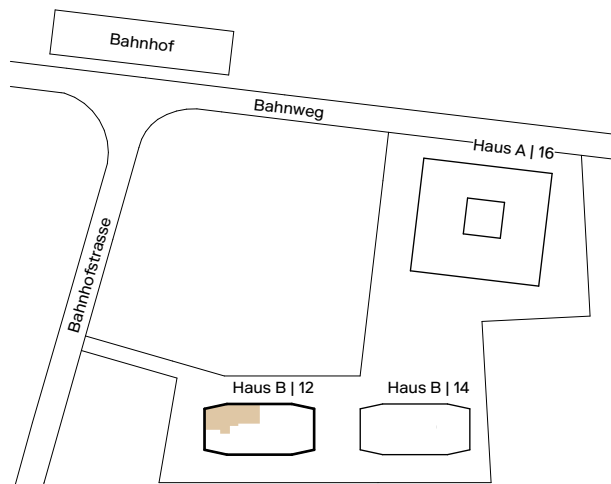 Bahnhof
Bahnweg
Haus A | 16
Bahnhofstrasse
Haus B | 12
Haus B | 14